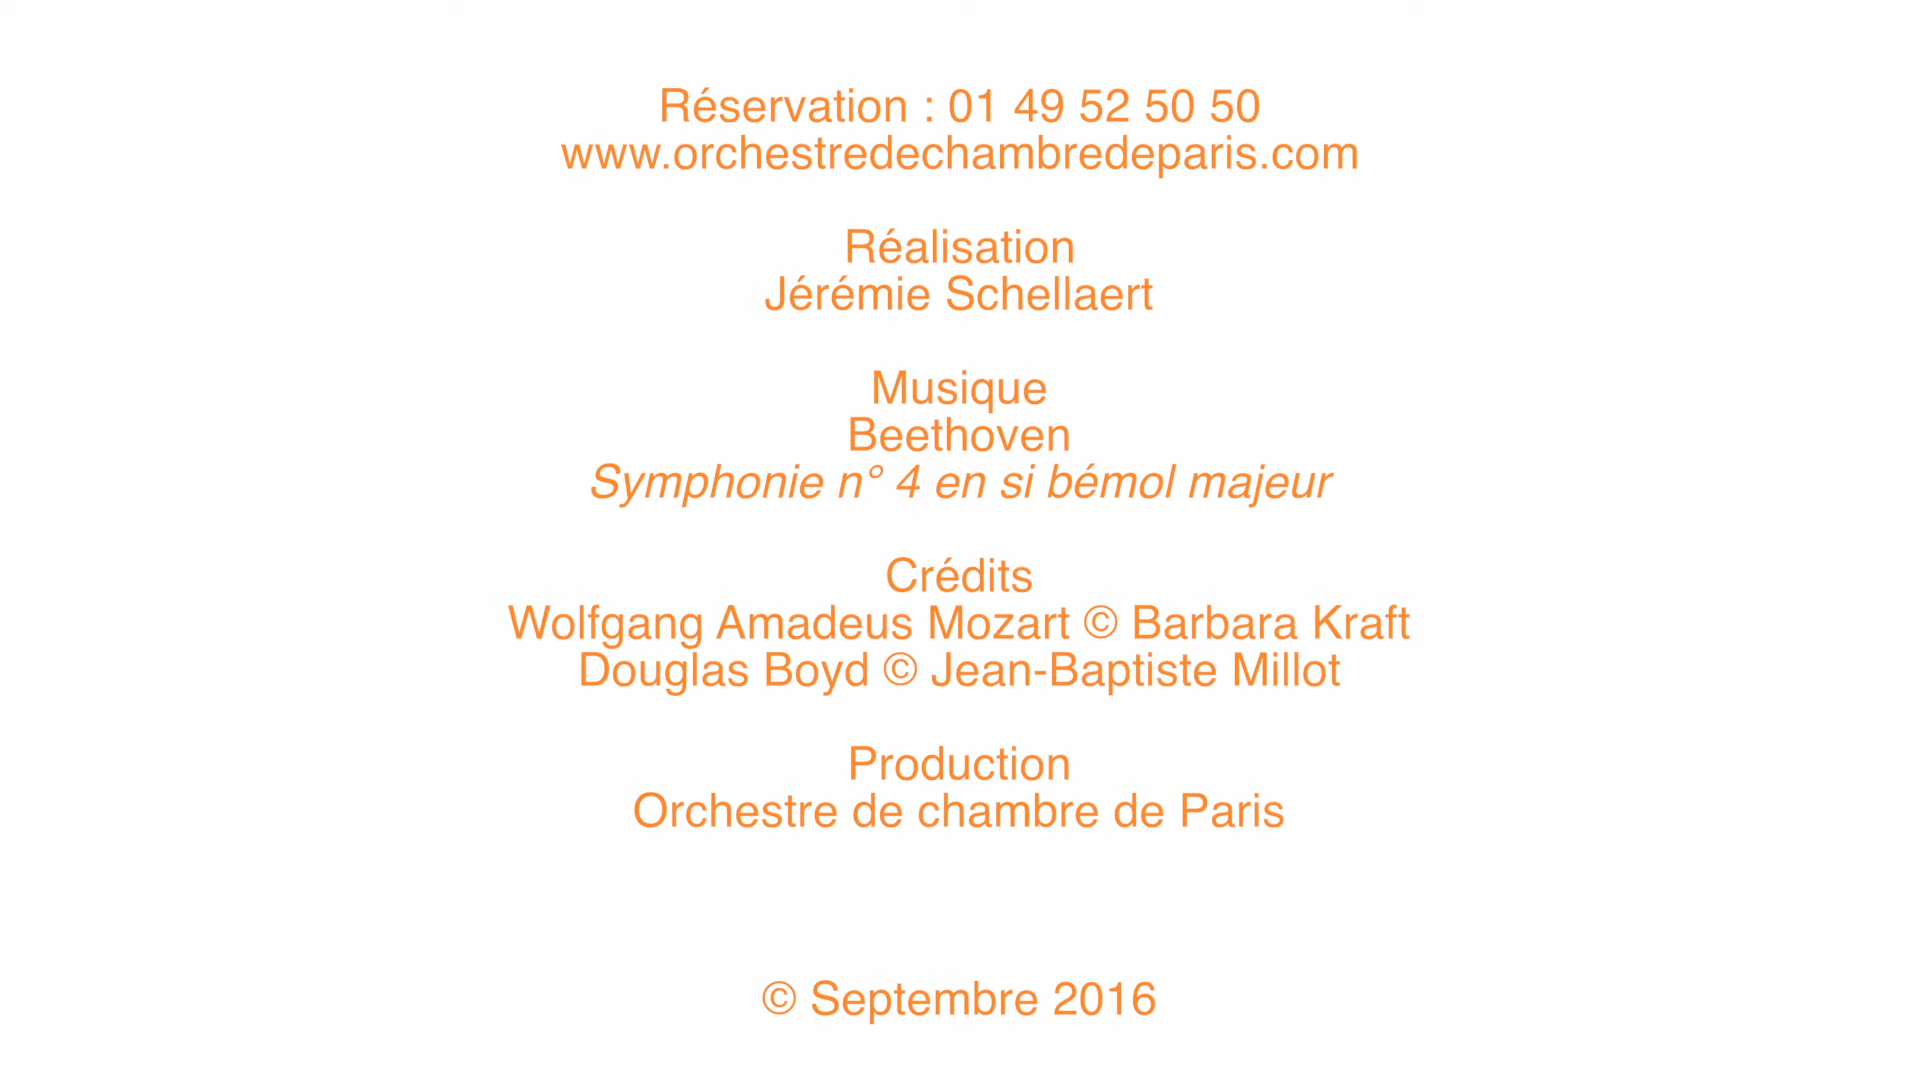 Réservation : 01 49 52 50 50
www.orchestredechambredeparis.com
Réalisation
Jérémie Schellaert
Musique
Beethoven
Symphonie n° 4 en si bémol majeur
Crédits
Wolfgang Amadeus Mozart © Barbara Kraft
Douglas Boyd © Jean-Baptiste Millot
Production
Orchestre de chambre de Paris
© Septembre 2016